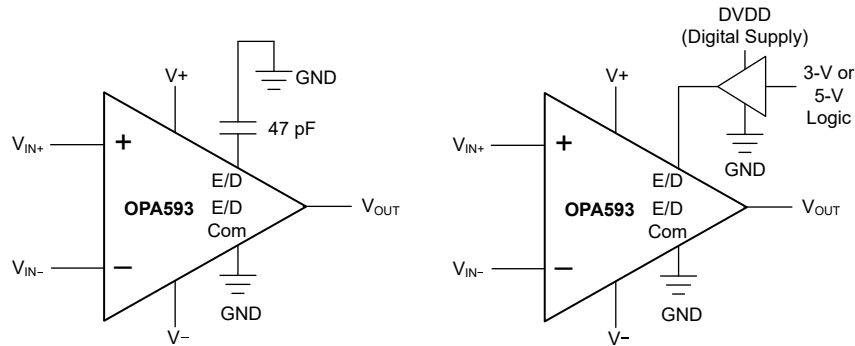 V+
GND
47 pF
VIN+
+
E/D
OPA593
E/D
Com
VOUT
VIN–
–
GND
V–
DVDD
(Digital Supply)
V+
3-V or
5-V
Logic
GND
VIN+
+
E/D
OPA593
E/D
Com
VOUT
VIN–
–
GND
V–